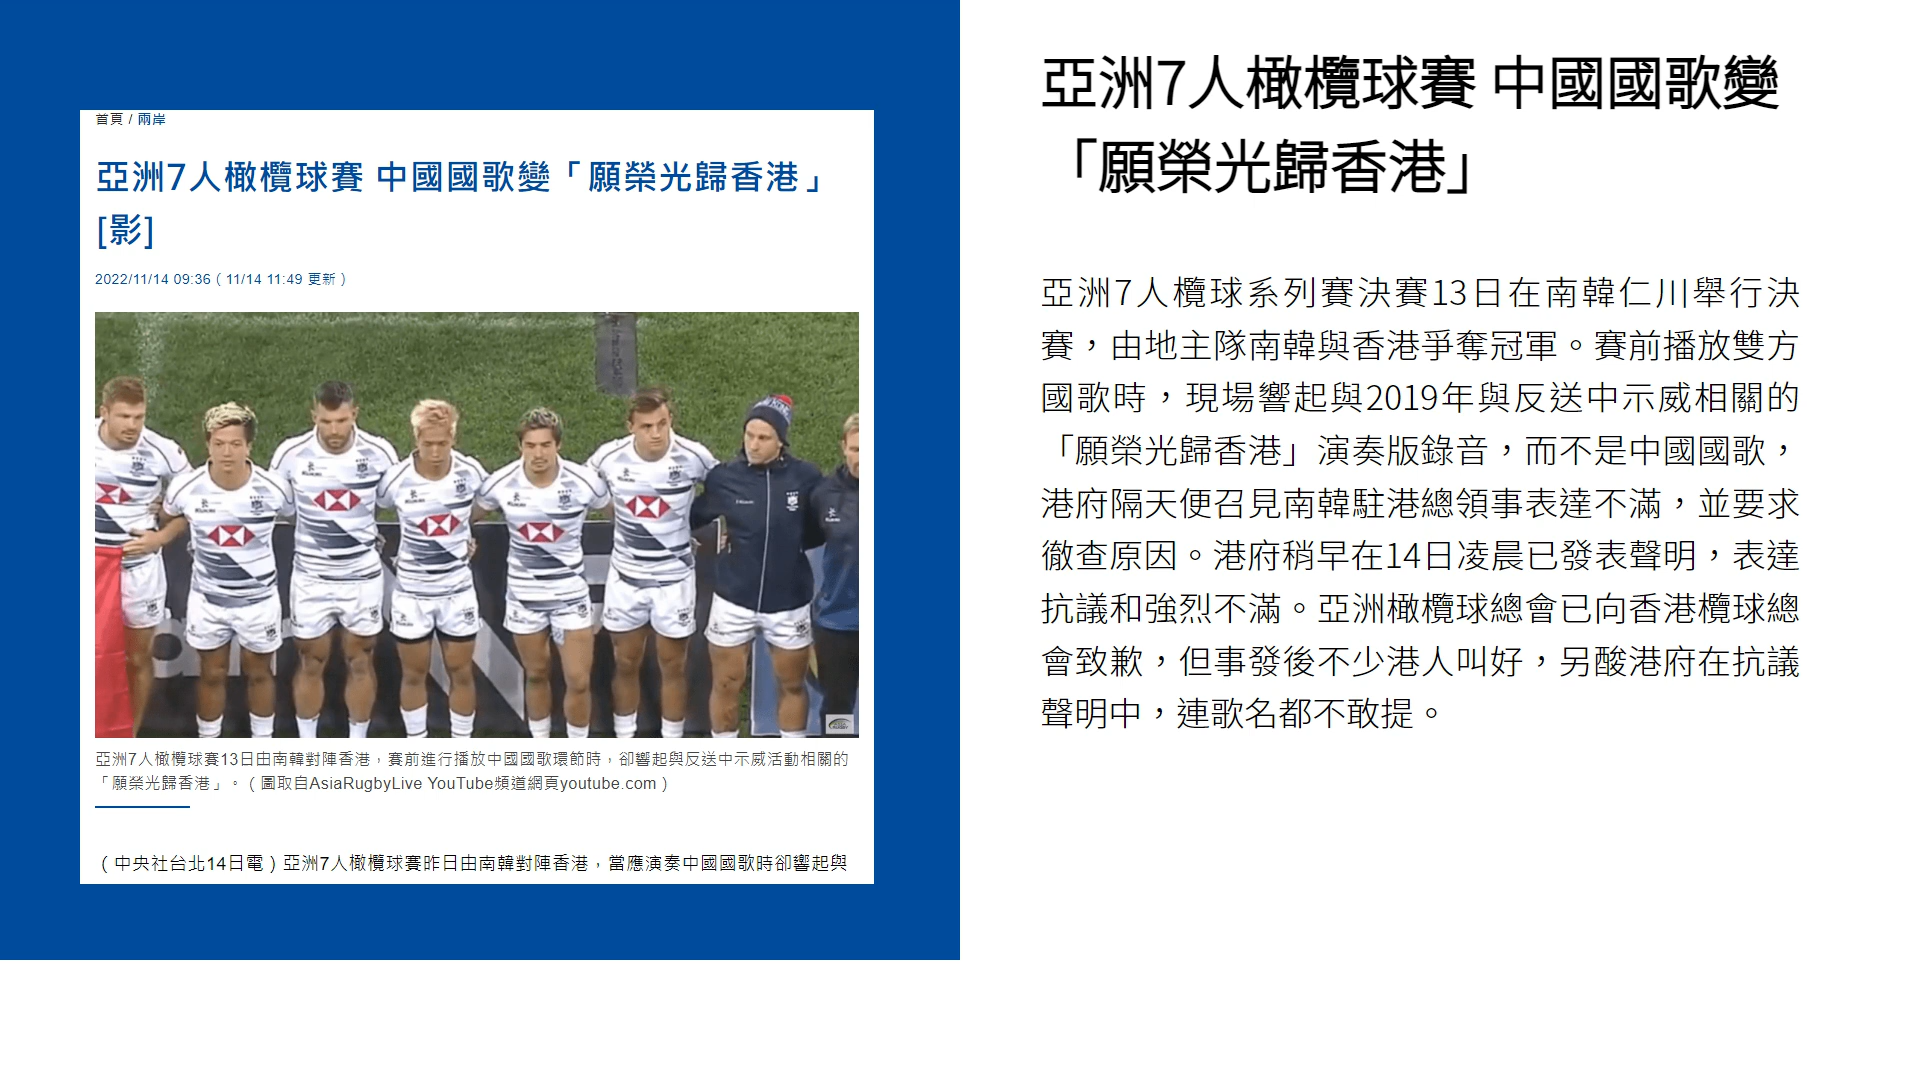 首頁 / 兩岸
亞洲7人橄欖球賽 中國國歌變「願榮光歸香港」
[影]
2022/11/14 09:36（11/14 11:49 更新）
亞洲7人橄欖球賽13日由南韓對陣香港，賽前進行播放中國國歌環節時，卻響起與反送中示威活動相關的
「願榮光歸香港」。（圖取自AsiaRugbyLive YouTube頻道網頁youtube.com）
（中央社台北14日電）亞洲7人橄欖球賽昨日由南韓對陣香港，當應演奏中國國歌時卻響起與
亞洲7人橄欖球賽 中國國歌變
「願榮光歸香港」
亞洲7人欖球系列賽決賽13日在南韓仁川舉行決
賽，由地主隊南韓與香港爭奪冠軍。賽前播放雙方
國歌時，現場響起與2019年與反送中示威相關的
「願榮光歸香港」演奏版錄音，而不是中國國歌，
港府隔天便召見南韓駐港總領事表達不滿，並要求
徹查原因。港府稍早在14日凌晨已發表聲明，表達
抗議和強烈不滿。亞洲橄欖球總會已向香港欖球總
會致歉，但事發後不少港人叫好，另酸港府在抗議
聲明中，連歌名都不敢提。